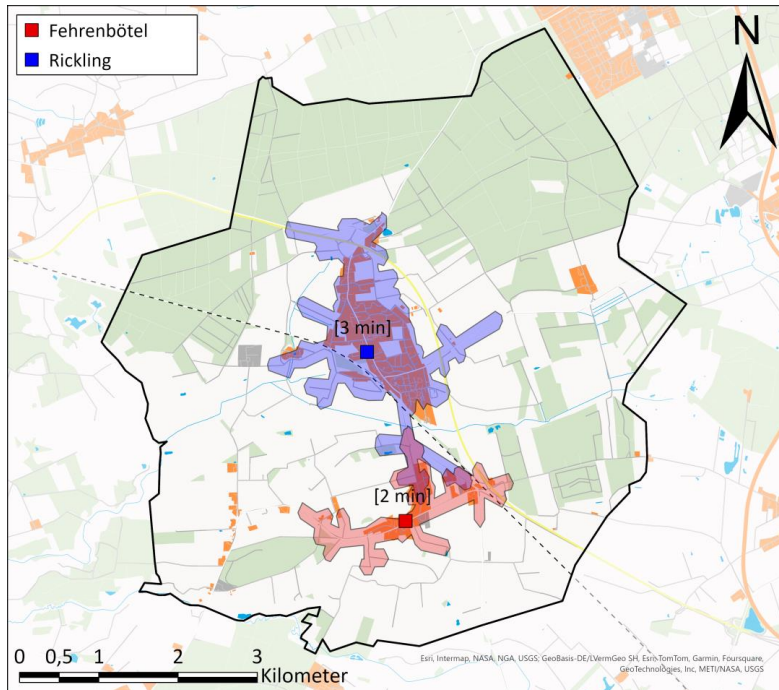 Fehrenbötel
Rickling
N
[3 min]
[2 min]
0 0,5 1 2 3
Kilometer
Esri, Intermap, NASA, NGA, USGS; GeoBasis-DE/LVermGeo SH, Esri, TomTom, Garmin, Foursquare,
GeoTechnologies, Inc, METI/NASA, USGS